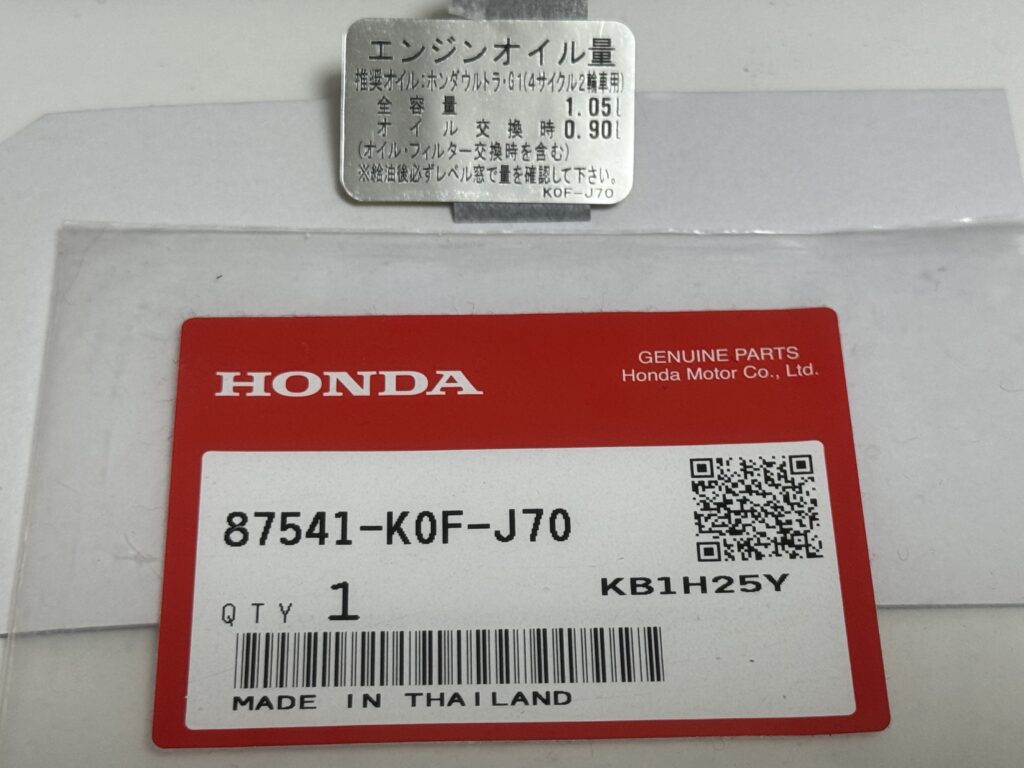 エンジンオイル量
推奨オイル:ホンダウルトラ・G1(4サイクル2輪車用)
全容量 1.05ℓ
オイル交換時 0.90ℓ
(オイル・フィルター交換時を含む)
※給油後必ずレベル窓で量を確認して下さい。
K0F-J70
HONDA
GENUINE PARTS
Honda Motor Co., Ltd.
87541-K0F-J70
KB1H25Y
QTY 1
MADE IN THAILAND